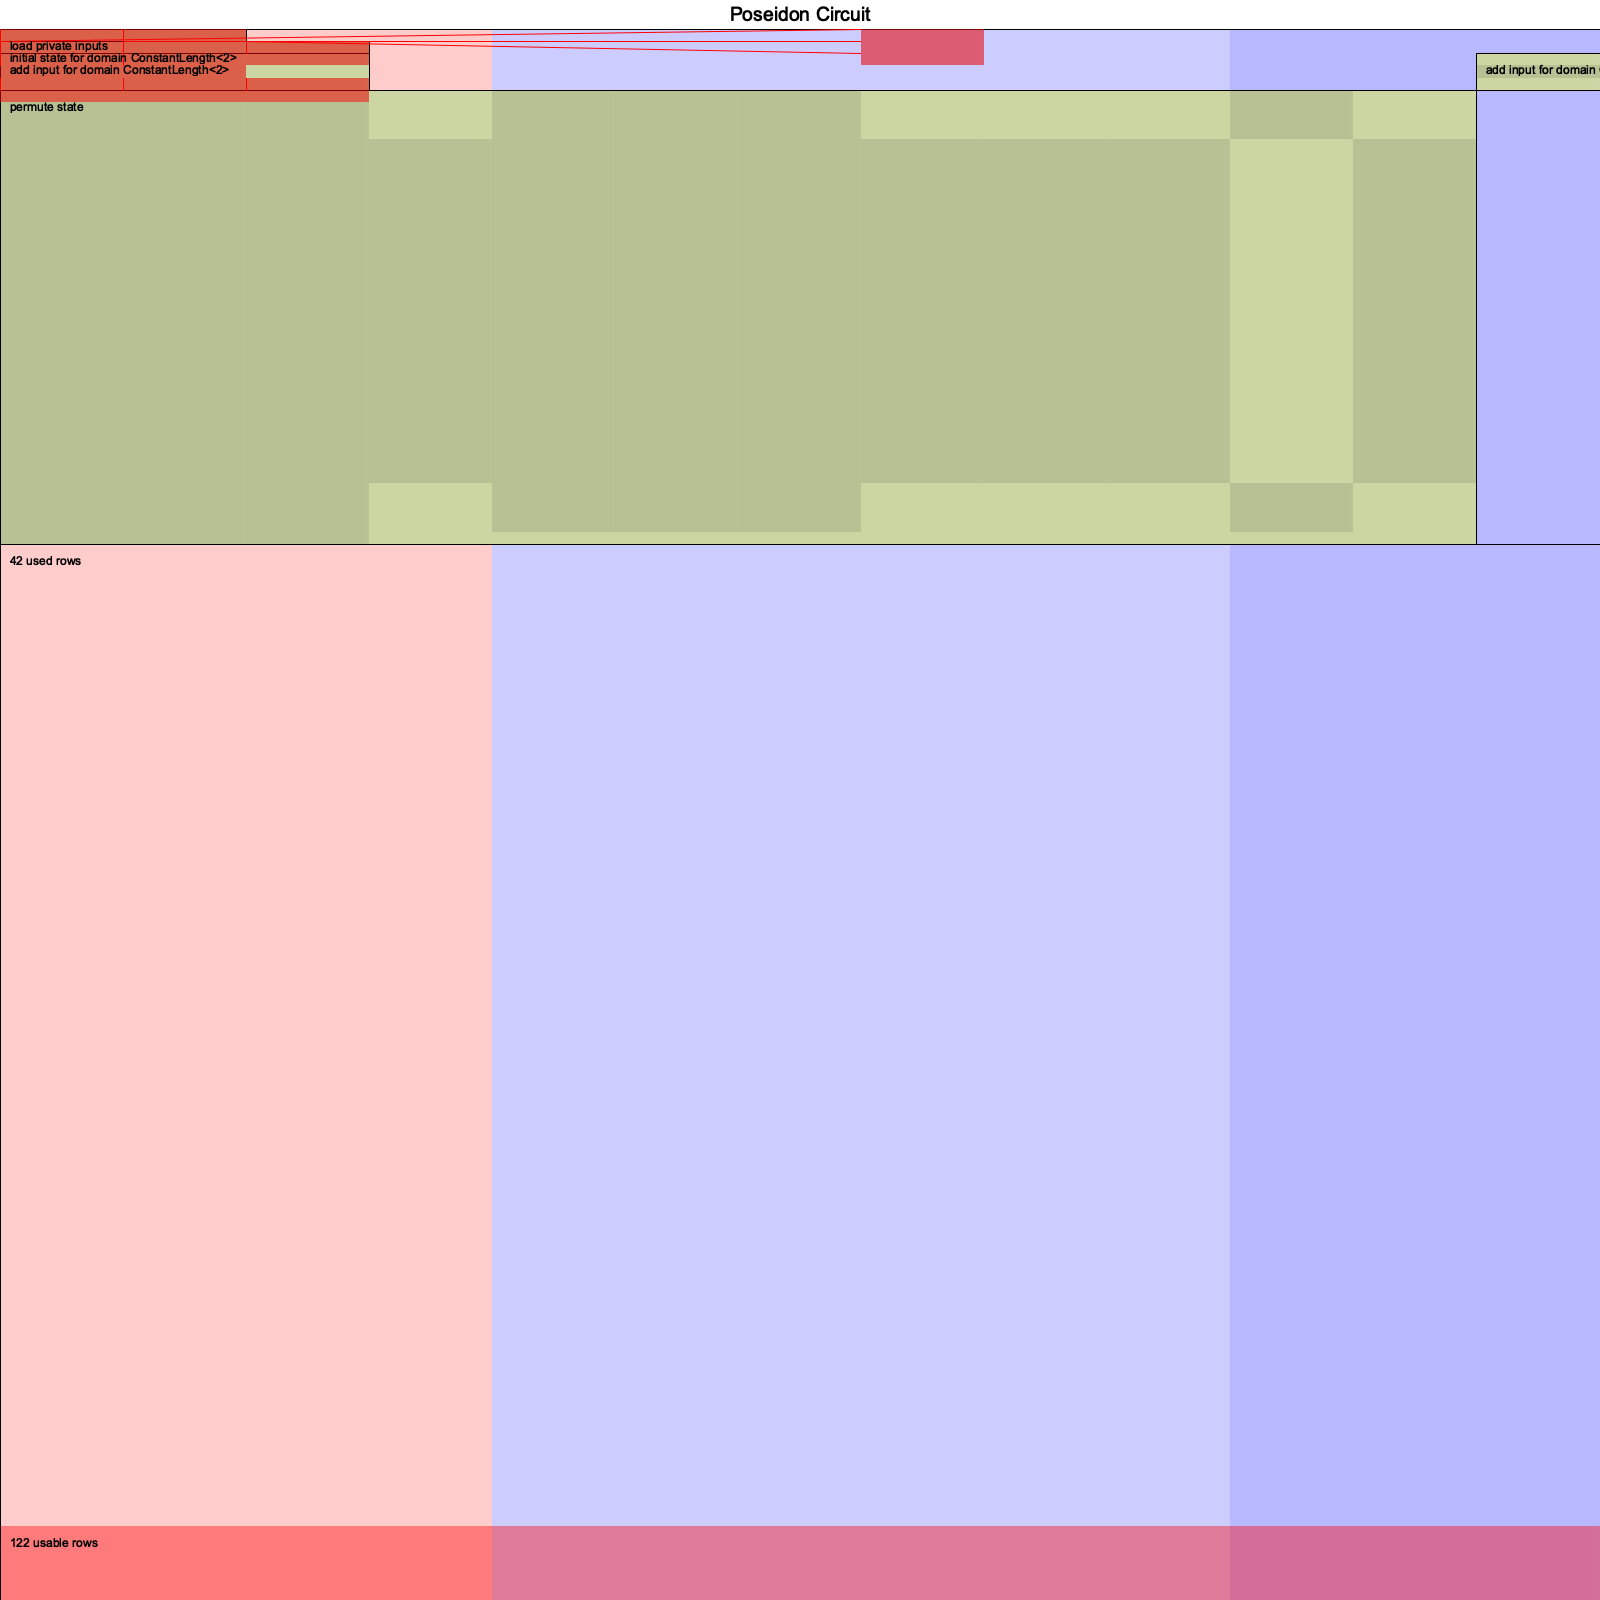 Poseidon Circuit
load private inputs
initial state for domain ConstantLength<2>
add input for domain ConstantLength<2>
add input for domain
permute state
42 used rows
122 usable rows